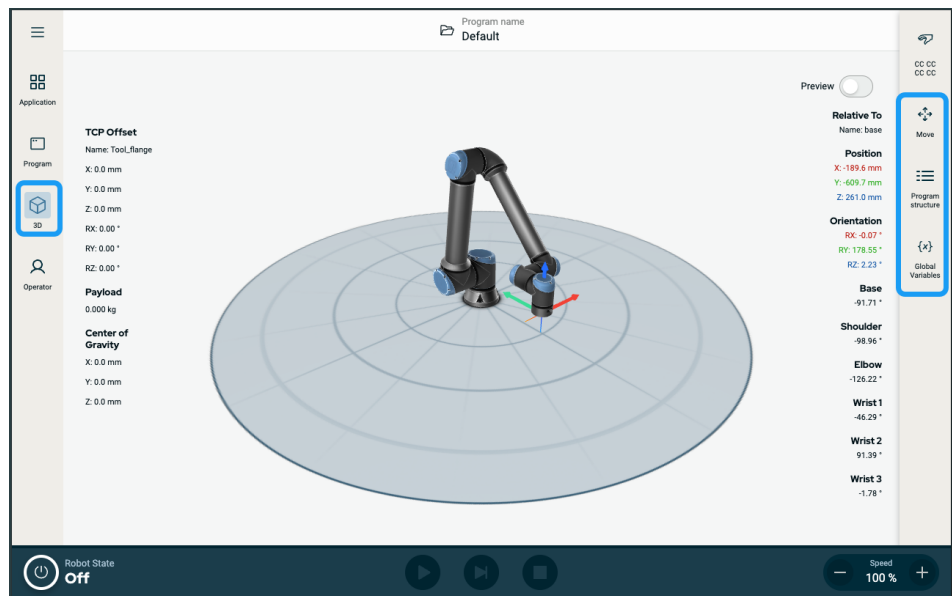 Program name
Default
Application
Program
3D
Operator
TCP Offset
Name: Tool_flange
X: 0.0 mm
Y: 0.0 mm
Z: 0.0 mm
RX: 0.00 °
RY: 0.00 °
RZ: 0.00 °
Payload
0.000 kg
Center of
Gravity
X: 0.0 mm
Y: 0.0 mm
Z: 0.0 mm
Preview
Relative To
Name: base
Position
X: -189.6 mm
Y: -609.7 mm
Z: 261.0 mm
Orientation
RX: -0.07 °
RY: 178.55 °
RZ: 2.23 °
Base
-91.71 °
Shoulder
-98.96 °
Elbow
-126.22 °
Wrist 1
-46.29 °
Wrist 2
91.39 °
Wrist 3
-1.78 °
CC CC
CC CC
Move
Program
structure
{x}
Global
Variables
Robot State
Off
Speed
100 %